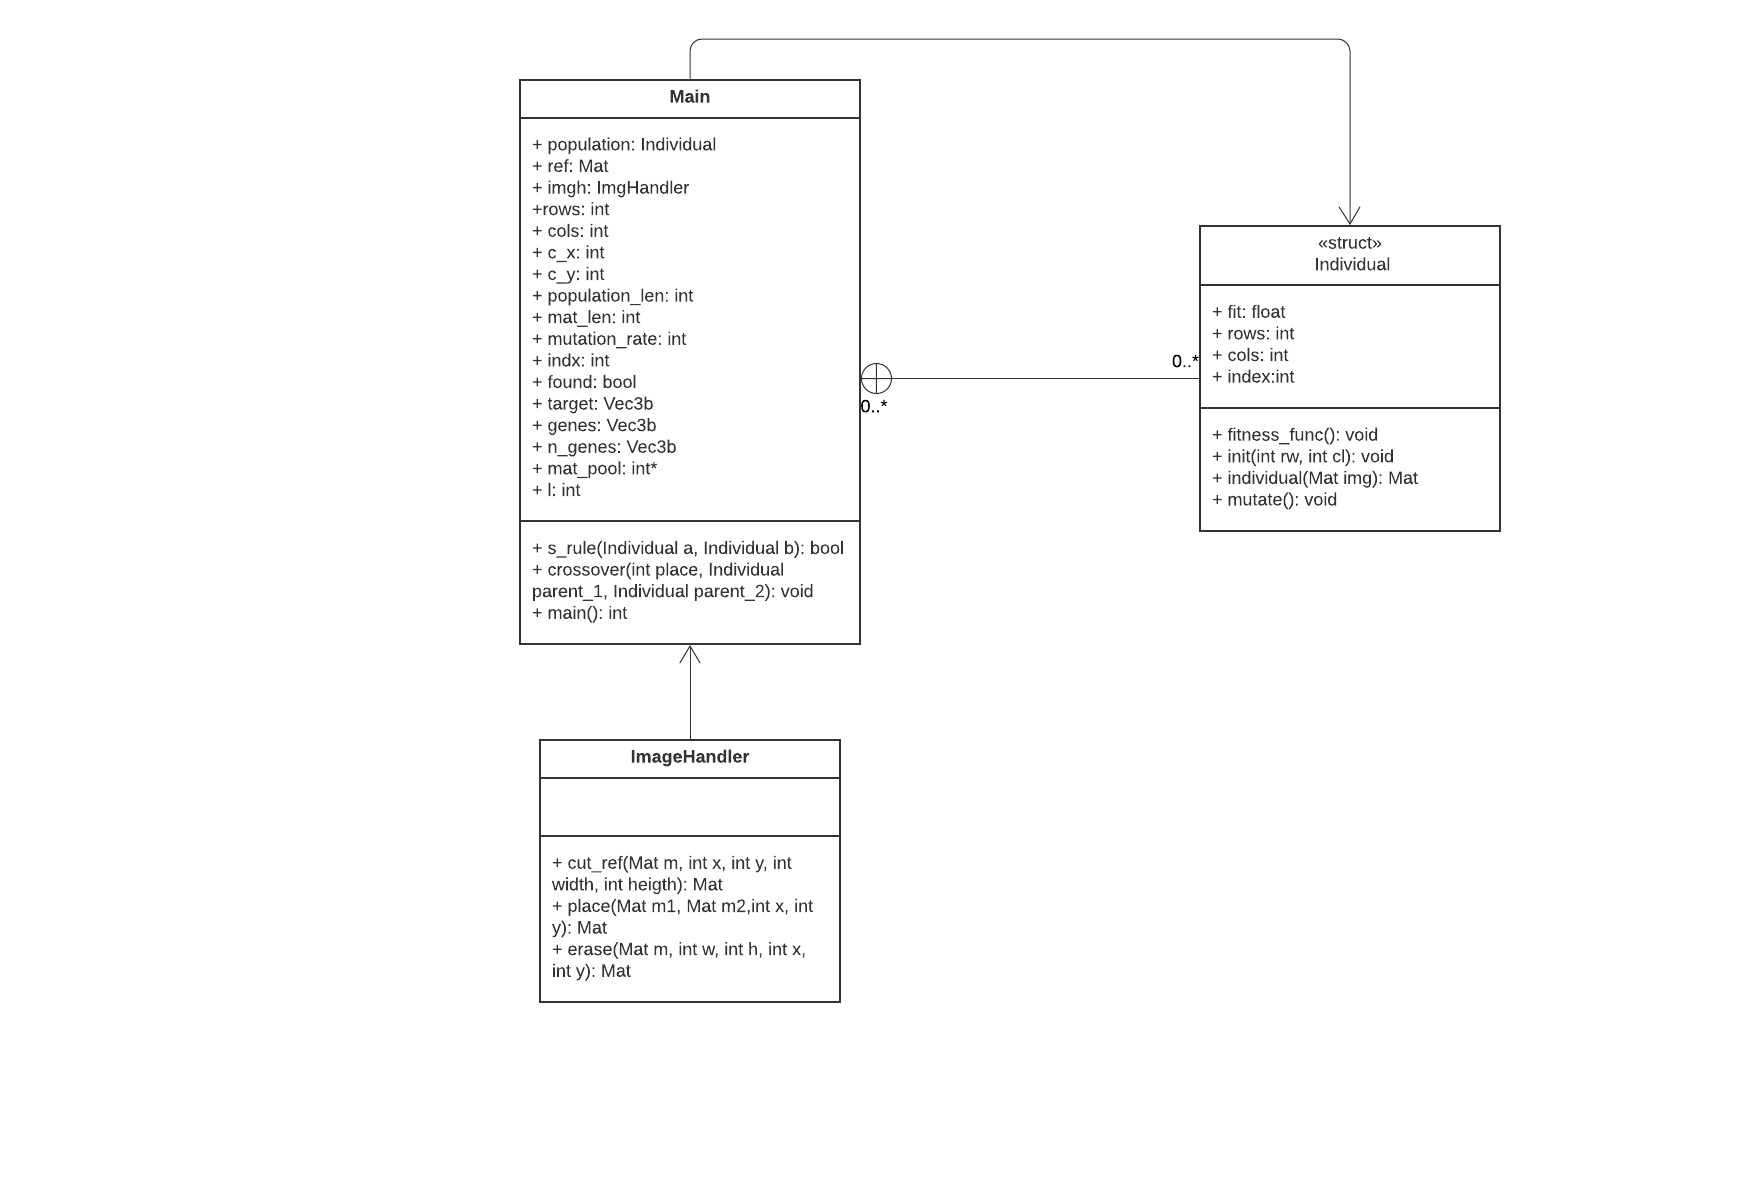 Main
+ population: Individual
+ ref: Mat
+ imgh: ImgHandler
+rows: int
+ cols: int
+ c_x: int
+ c_y: int
+ population_len: int
+ mat_len: int
+ mutation_rate: int
+ indx: int
+ found: bool
+ target: Vec3b
+ genes: Vec3b
+ n_genes: Vec3b
+ mat_pool: int*
+ l: int
+ s_rule(Individual a, Individual b): bool
+ crossover(int place, Individual
parent_1, Individual parent_2): void
+ main(): int
0..*
0..*
«struct»
Individual
+ fit: float
+ rows: int
+ cols: int
+ index:int
+ fitness_func(): void
+ init(int rw, int cl): void
+ individual(Mat img): Mat
+ mutate(): void
ImageHandler
+ cut_ref(Mat m, int x, int y, int
width, int heigth): Mat
+ place(Mat m1, Mat m2,int x, int
y): Mat
+ erase(Mat m, int w, int h, int x,
int y): Mat